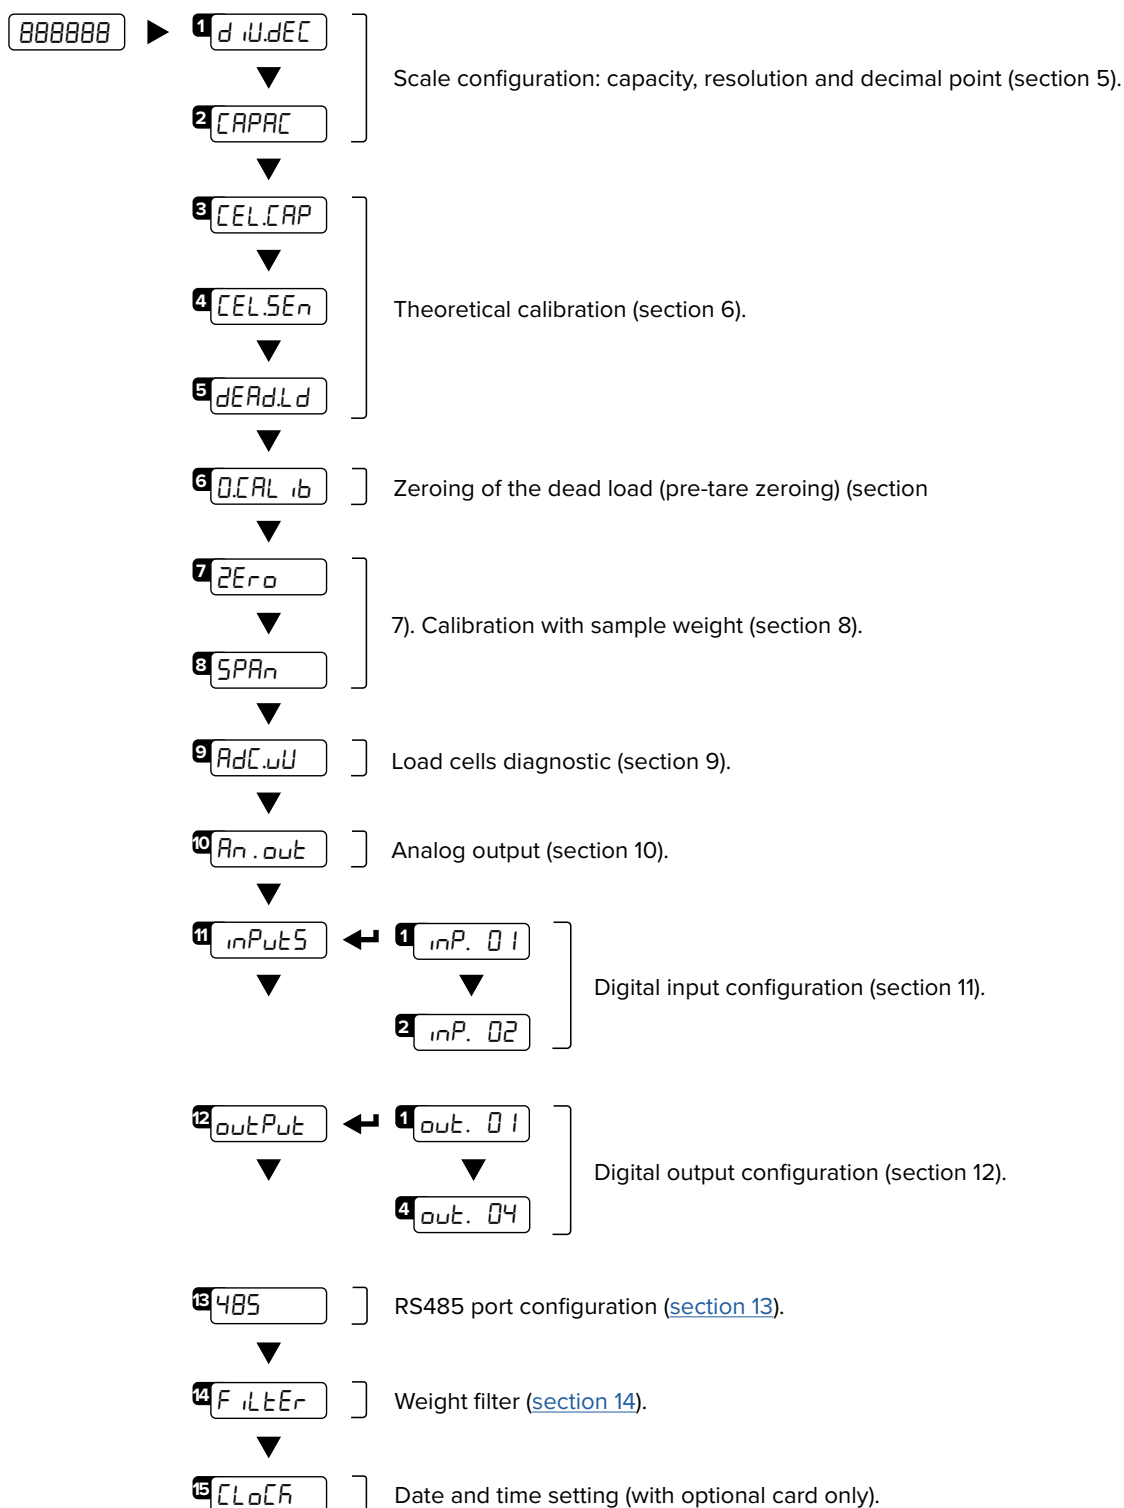 888888
1 diU.dEC
Scale configuration: capacity, resolution and decimal point (section 5).
2 CAPAC
3 CEL.CAP
4 CEL.SEn
Theoretical calibration (section 6).
5 dEAd.Ld
6 0.CALib
Zeroing of the dead load (pre-tare zeroing) (section
7 ZEro
7). Calibration with sample weight (section 8).
8 SPAn
9 AdC.uU
Load cells diagnostic (section 9).
10 An.out
Analog output (section 10).
11 inPutS
1 inP. 01
Digital input configuration (section 11).
2 inP. 02
12 outPut
1 out. 01
Digital output configuration (section 12).
4 out. 04
13 485
RS485 port configuration (section 13).
14 FiLtEr
Weight filter (section 14).
15 CLoCk
Date and time setting (with optional card only).